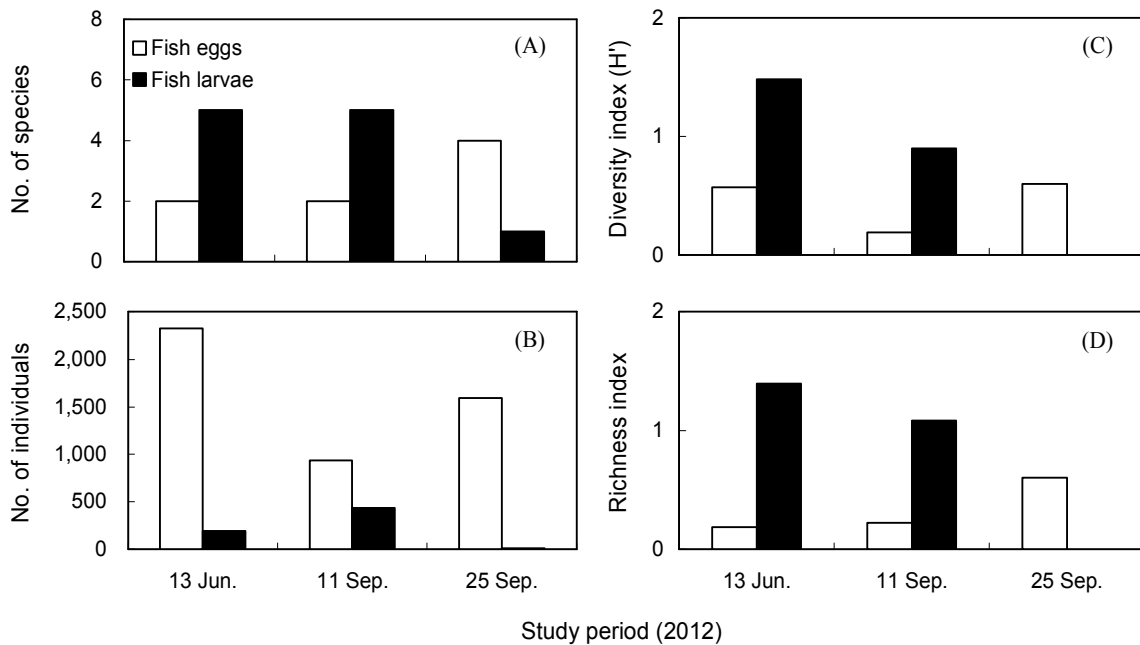 (A)
Fish eggs
Fish larvae
No. of species
8
6
4
2
0
(C)
Diversity index (H')
2
1
0
(B)
No. of individuals
2,500
2,000
1,500
1,000
500
0
13 Jun. 11 Sep. 25 Sep.
(D)
Richness index
2
1
0
13 Jun. 11 Sep. 25 Sep.
Study period (2012)